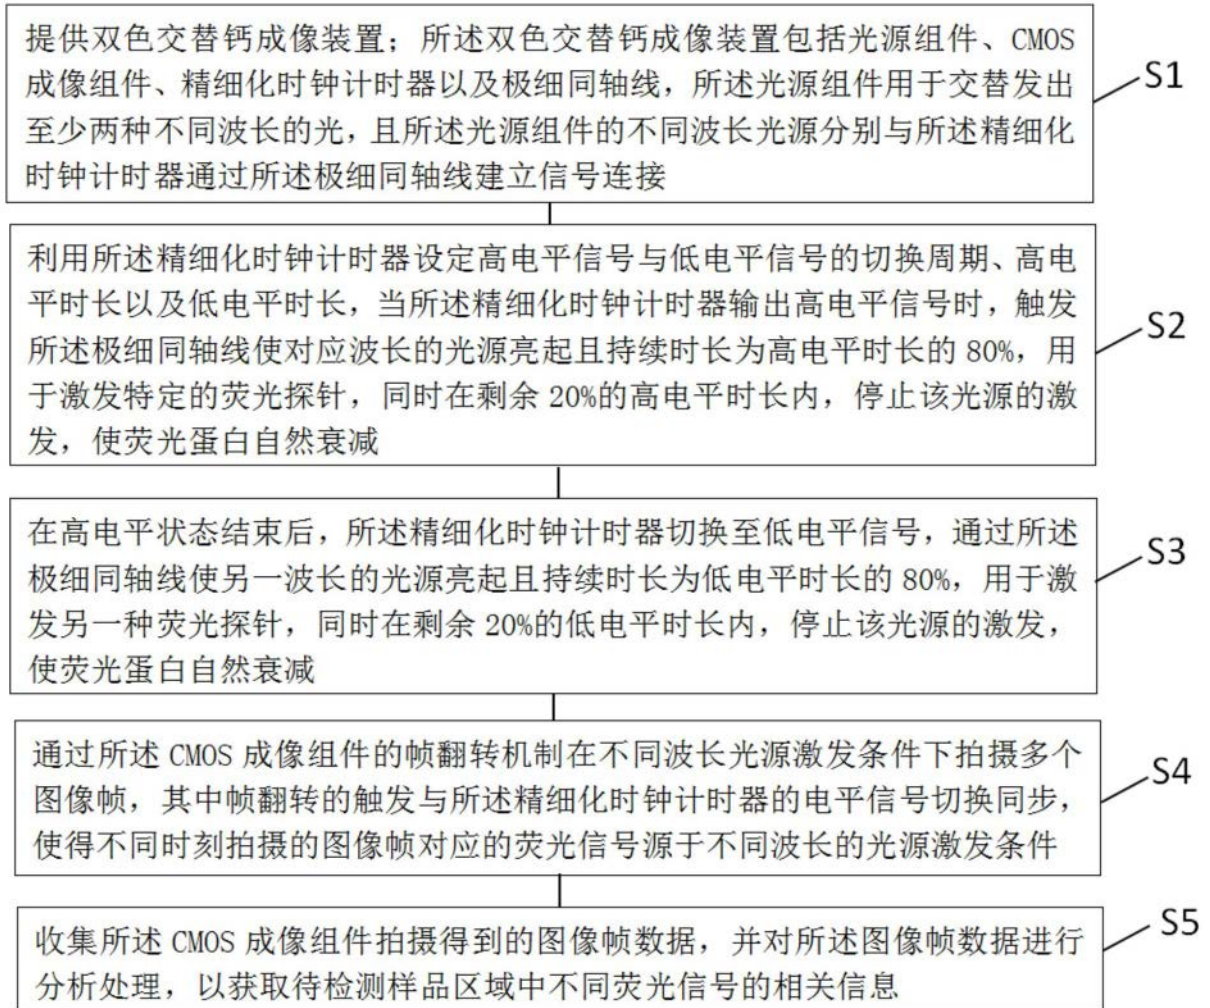 提供双色交替钙成像装置；所述双色交替钙成像装置包括光源组件、CMOS
成像组件、精细化时钟计时器以及极细同轴线，所述光源组件用于交替发出
至少两种不同波长的光，且所述光源组件的不同波长光源分别与所述精细化
时钟计时器通过所述极细同轴线建立信号连接
S1
利用所述精细化时钟计时器设定高电平信号与低电平信号的切换周期、高电
平时长以及低电平时长，当所述精细化时钟计时器输出高电平信号时，触发
所述极细同轴线使对应波长的光源亮起且持续时长为高电平时长的 80%，用
于激发特定的荧光探针，同时在剩余 20%的高电平时长内，停止该光源的激
发，使荧光蛋白自然衰减
S2
在高电平状态结束后，所述精细化时钟计时器切换至低电平信号，通过所述
极细同轴线使另一波长的光源亮起且持续时长为低电平时长的 80%，用于激
发另一种荧光探针，同时在剩余 20%的低电平时长内，停止该光源的激发，
使荧光蛋白自然衰减
S3
通过所述 CMOS 成像组件的帧翻转机制在不同波长光源激发条件下拍摄多个
图像帧，其中帧翻转的触发与所述精细化时钟计时器的电平信号切换同步，
使得不同时刻拍摄的图像帧对应的荧光信号源于不同波长的光源激发条件
S4
收集所述 CMOS 成像组件拍摄得到的图像帧数据，并对所述图像帧数据进行
分析处理，以获取待检测样品区域中不同荧光信号的相关信息
S5